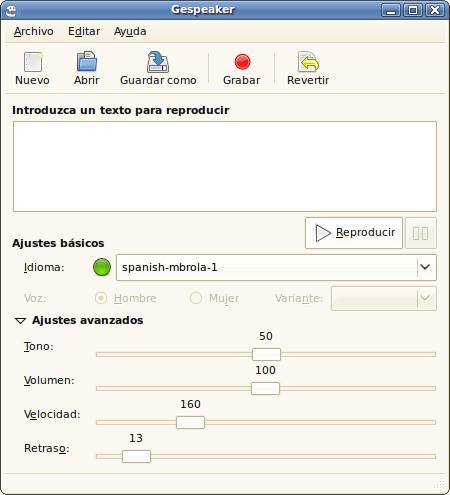 Gespeaker
Archivo Editar Ayuda
Nuevo Abrir Guardar como Grabar Revertir
Introduzca un texto para reproducir
Reproducir
Ajustes básicos
Idioma: spanish-mbrola-1
Voz: Hombre Mujer Variante:
Ajustes avanzados
50
Tono:
100
Volumen:
160
Velocidad:
13
Retraso: